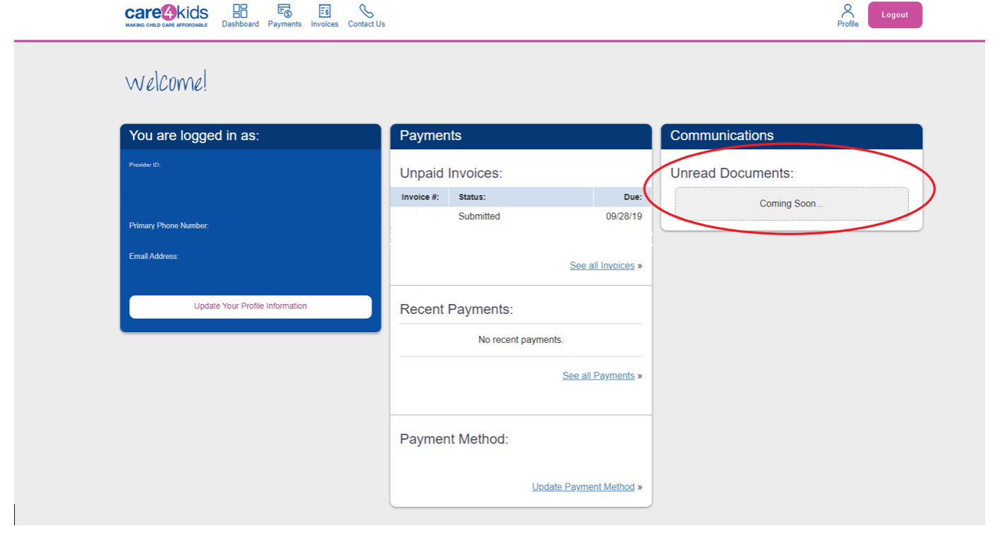 care4kids
MAKING CHILD CARE AFFORDABLE
Dashboard
Payments
Invoices
Contact Us
Profile
Logout
Welcome!
You are logged in as:
Provider ID:
Primary Phone Number:
Email Address:
Update Your Profile Information
Payments
Unpaid Invoices:
Invoice #: Status: Due:
Submitted 09/28/19
See all Invoices »
Recent Payments:
No recent payments.
See all Payments »
Payment Method:
Update Payment Method »
Communications
Unread Documents:
Coming Soon...